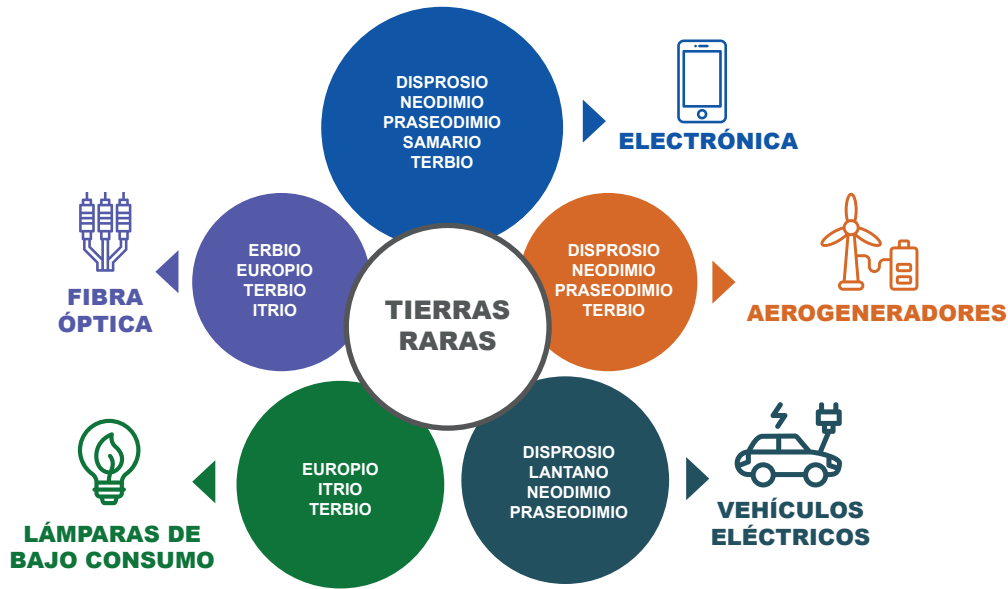 DISPROSIO
NEODIMIO
PRASEODIMIO
SAMARIO
TERBIO
ELECTRÓNICA
ERBIO
EUROPIO
TERBIO
ITRIO
FIBRA
ÓPTICA
TIERRAS
RARAS
DISPROSIO
NEODIMIO
PRASEODIMIO
TERBIO
AEROGENERADORES
EUROPIO
ITRIO
TERBIO
LÁMPARAS DE
BAJO CONSUMO
DISPROSIO
LANTANO
NEODIMIO
PRASEODIMIO
VEHÍCULOS
ELÉCTRICOS